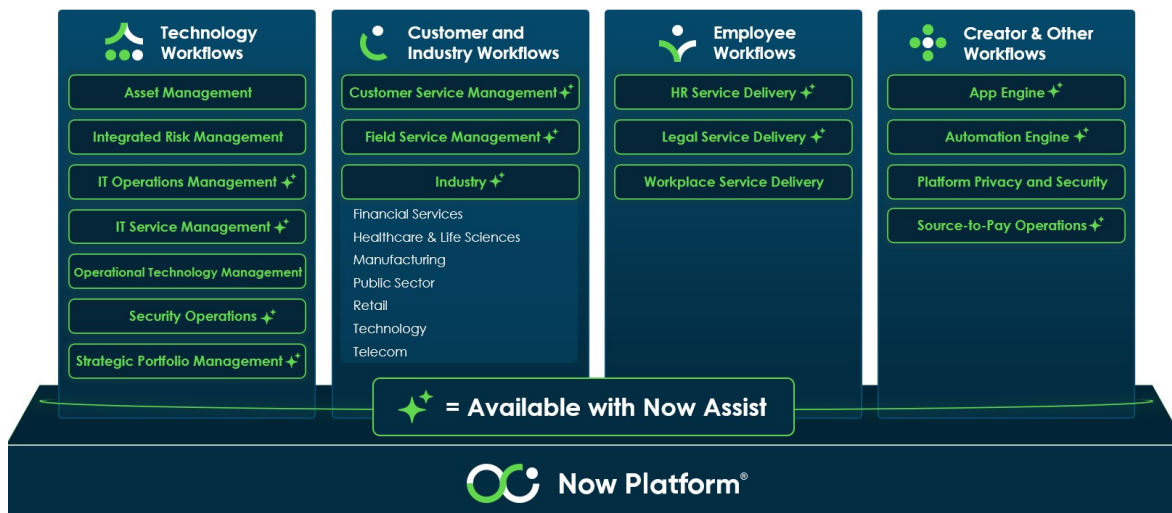 Technology
Workflows
Asset Management
Integrated Risk Management
IT Operations Management
IT Service Management
Operational Technology Management
Security Operations
Strategic Portfolio Management
Customer and
Industry Workflows
Customer Service Management
Field Service Management
Industry
Financial Services
Healthcare & Life Sciences
Manufacturing
Public Sector
Retail
Technology
Telecom
Employee
Workflows
HR Service Delivery
Legal Service Delivery
Workplace Service Delivery
Creator & Other
Workflows
App Engine
Automation Engine
Platform Privacy and Security
Source-to-Pay Operations
= Available with Now Assist
Now Platform®